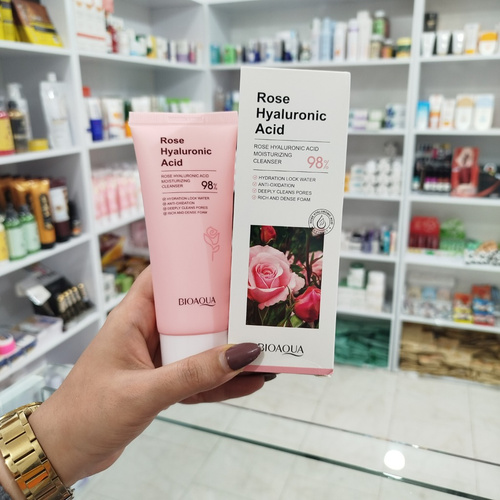 Rose
Hyaluronic
Acid
ROSE HYALURONIC ACID
MOISTURIZING
CLEANSER
98%
HYDRATION LOCK WATER
ANTI-OXIDATION
DEEPLY CLEANS PORES
RICH AND DENSE FOAM
BIOAQUA
Rose
Hyaluronic
Acid
ROSE HYALURONIC ACID
MOISTURIZING
CLEANSER
98%
HYDRATION LOCK WATER
ANTI-OXIDATION
DEEPLY CLEANS PORES
RICH AND DENSE FOAM
BIOAQUA